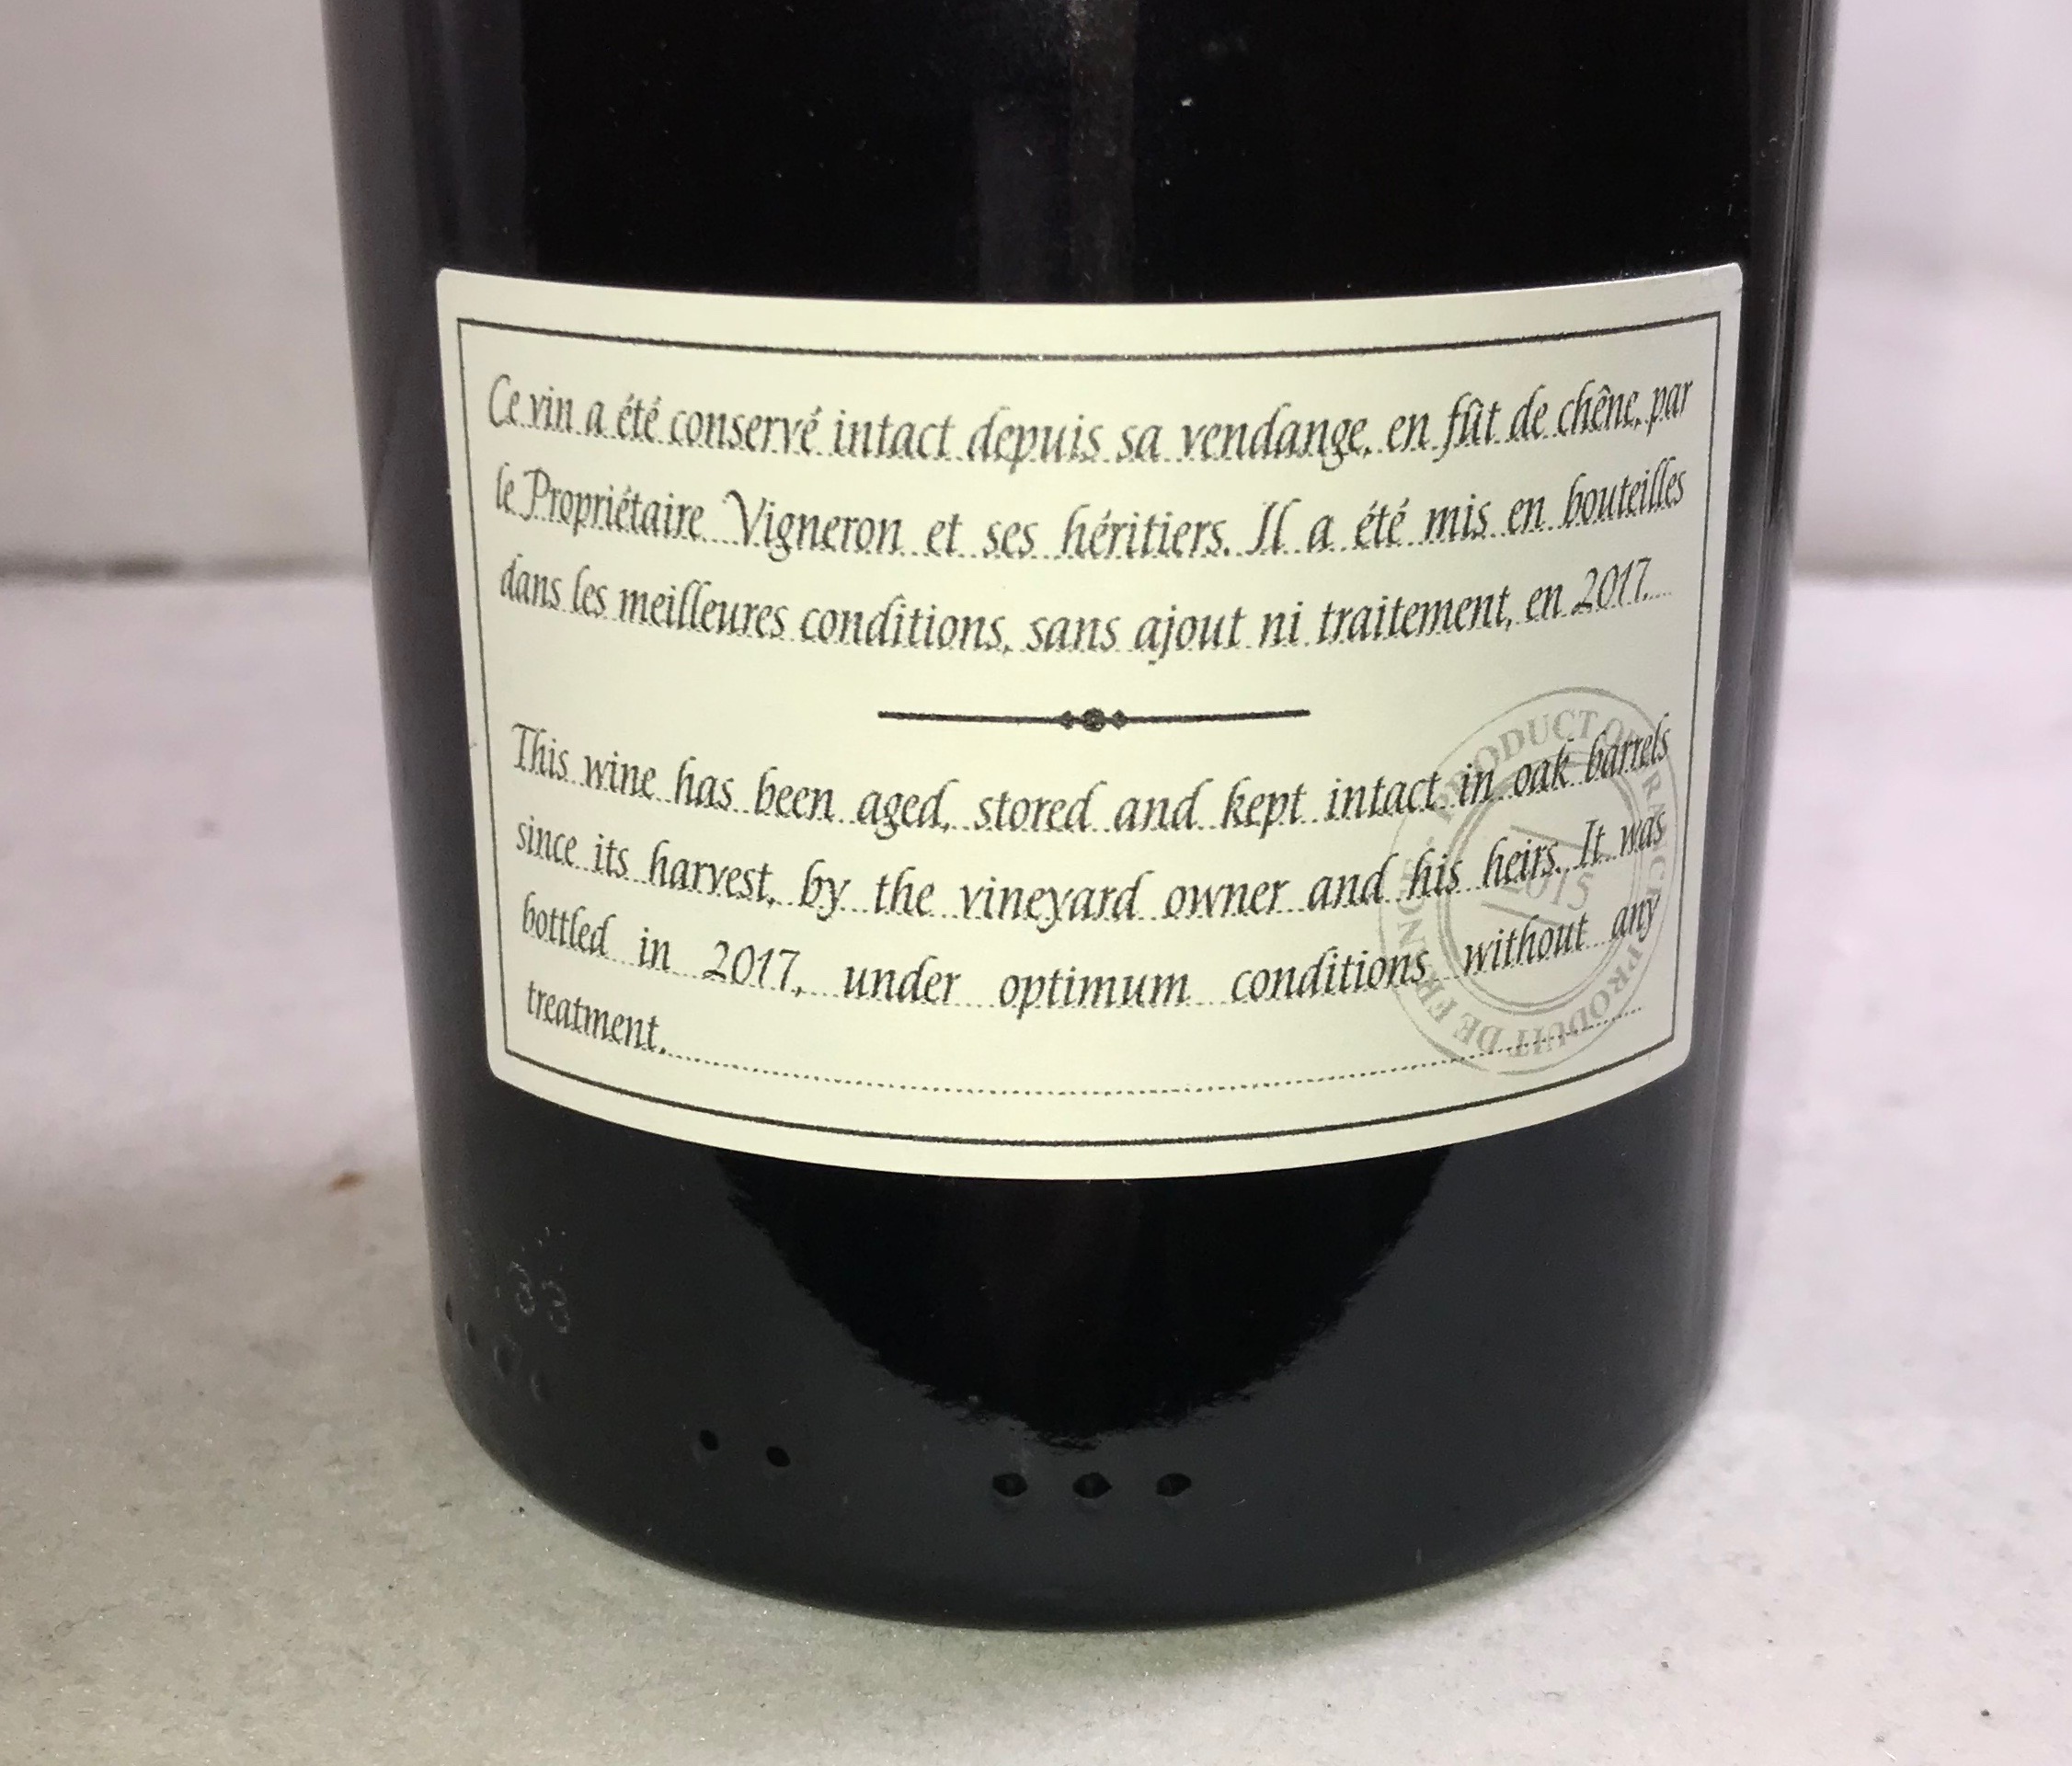 Ce vin a été conservé intact depuis sa vendange, en fût de chêne, par
le Propriétaire Vigneron et ses héritiers. Il a été mis en bouteilles
dans les meilleures conditions, sans ajout ni traitement, en 2017.
This wine has been aged, stored and kept intact in oak barrels
since its harvest, by the vineyard owner and his heirs. It was
bottled in 2017, under optimum conditions without any
treatment.
PRODUCT OF FRANCE - PRODUIT DE FRANCE -
2015